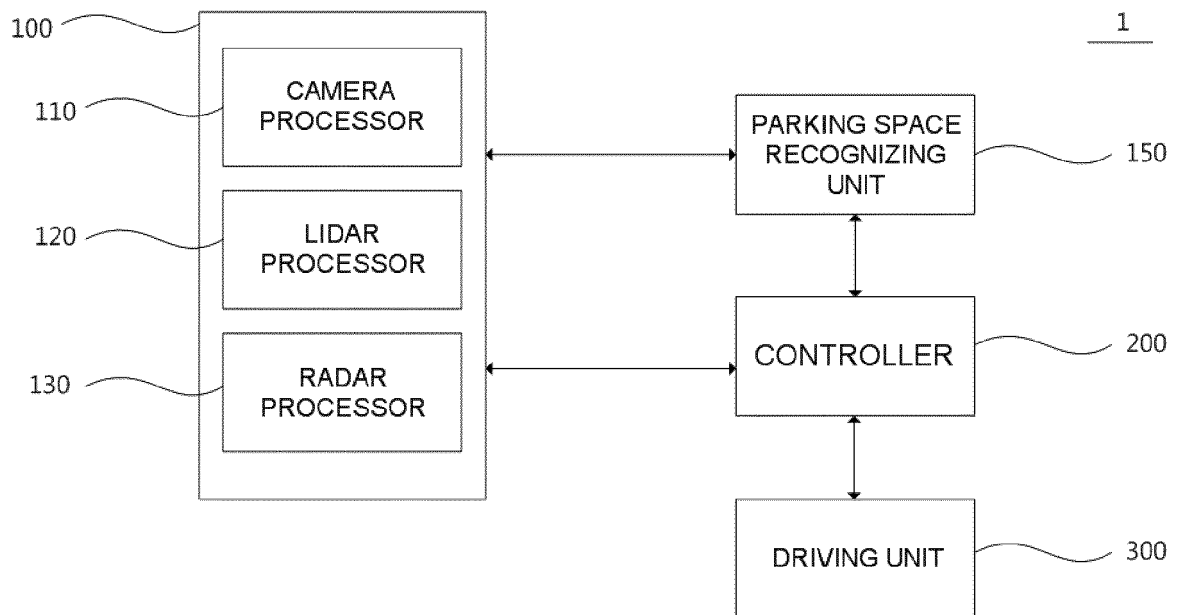 100
1
110
CAMERA
PROCESSOR
PARKING SPACE
RECOGNIZING
UNIT
150
120
LIDAR
PROCESSOR
130
RADAR
PROCESSOR
CONTROLLER
200
DRIVING UNIT
300